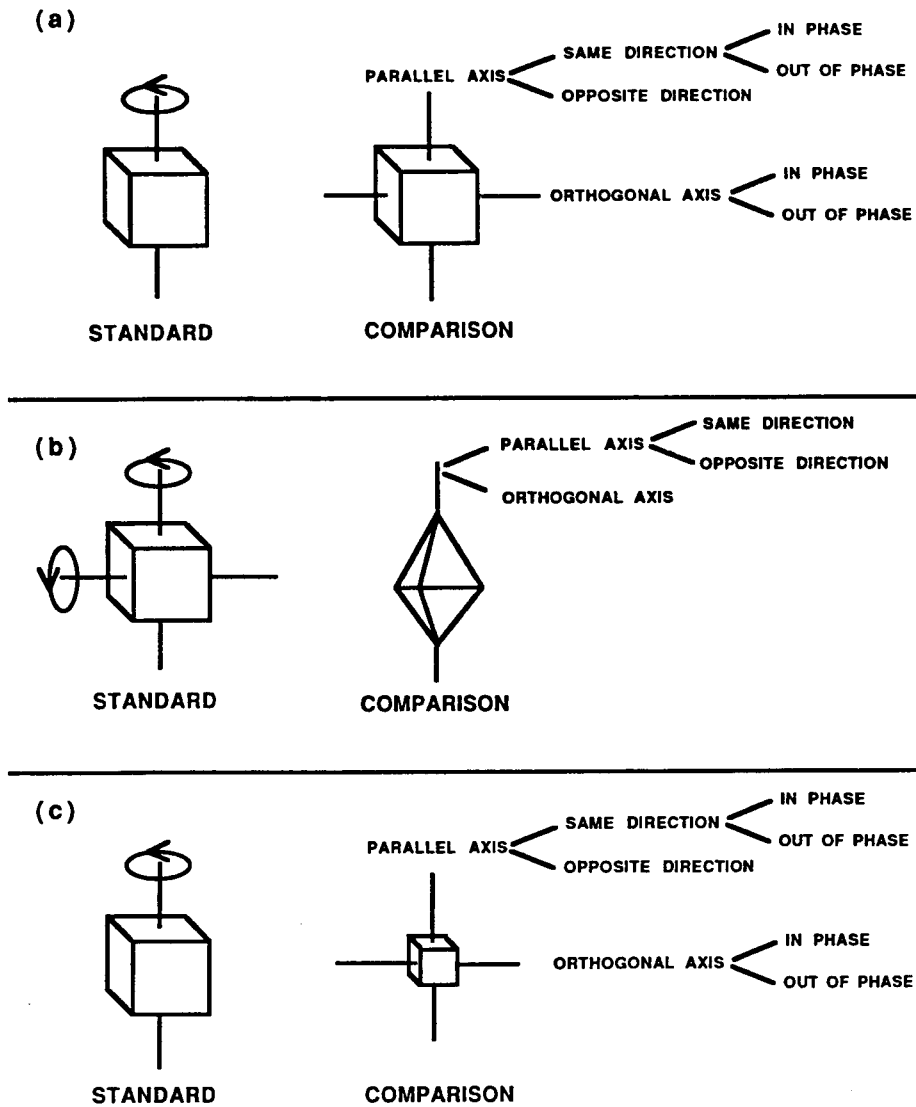 (a)
IN PHASE
SAME DIRECTION
OUT OF PHASE
PARALLEL AXIS
OPPOSITE DIRECTION
IN PHASE
ORTHOGONAL AXIS
OUT OF PHASE
STANDARD
COMPARISON
(b)
SAME DIRECTION
PARALLEL AXIS
OPPOSITE DIRECTION
ORTHOGONAL AXIS
STANDARD
COMPARISON
(c)
IN PHASE
SAME DIRECTION
OUT OF PHASE
PARALLEL AXIS
OPPOSITE DIRECTION
IN PHASE
ORTHOGONAL AXIS
OUT OF PHASE
STANDARD
COMPARISON